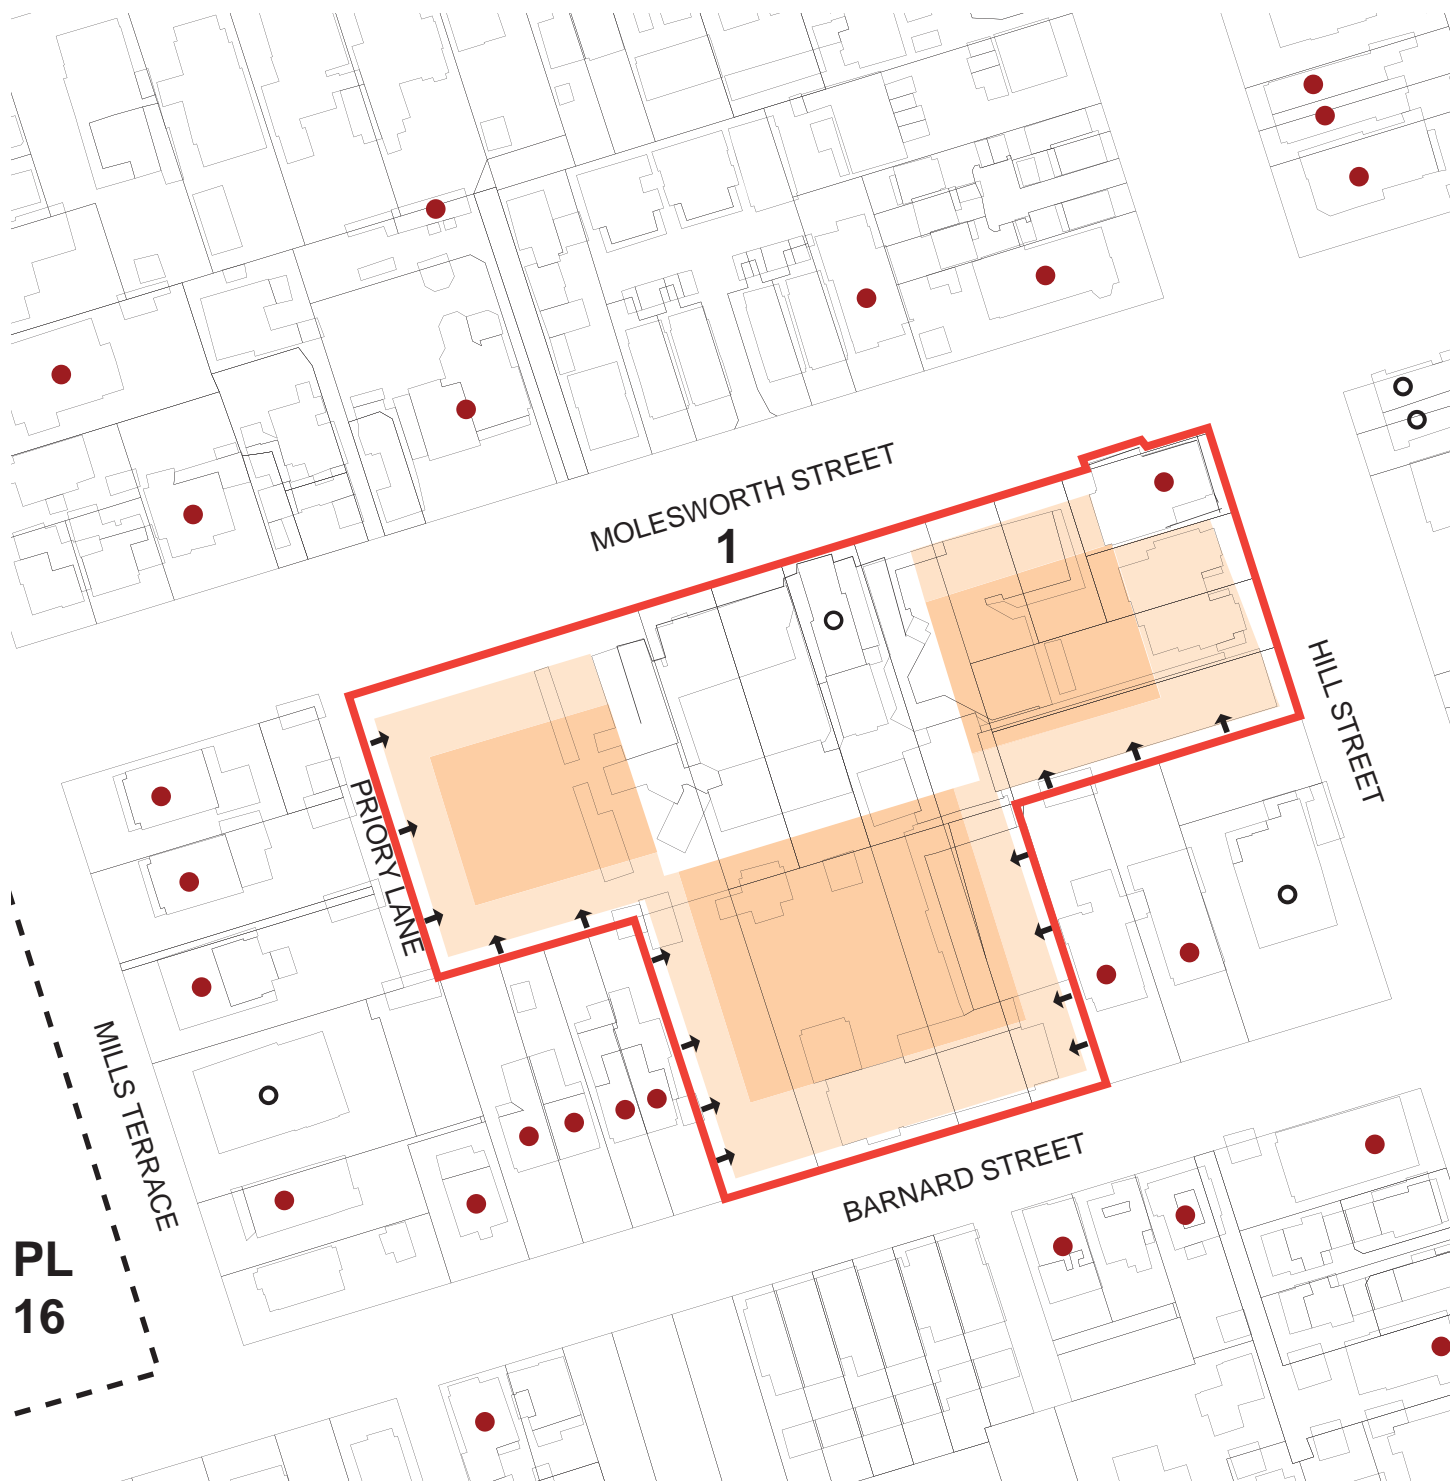 MOLESWORTH STREET
1
HILL STREET
PRIORY LANE
MILLS TERRACE
BARNARD STREET
PL
16